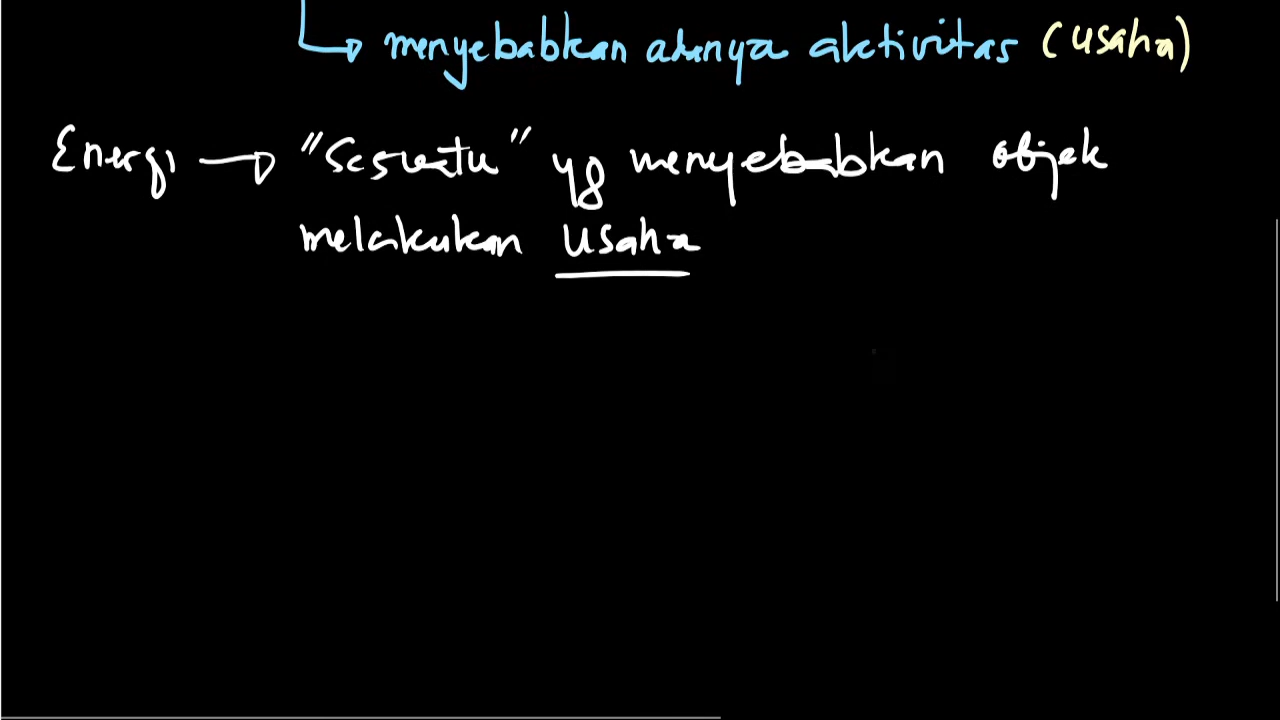 menyebabkan adanya aktivitas (usaha)
Energi → "Sesuatu" yg menyebabkan objek
melakukan usaha